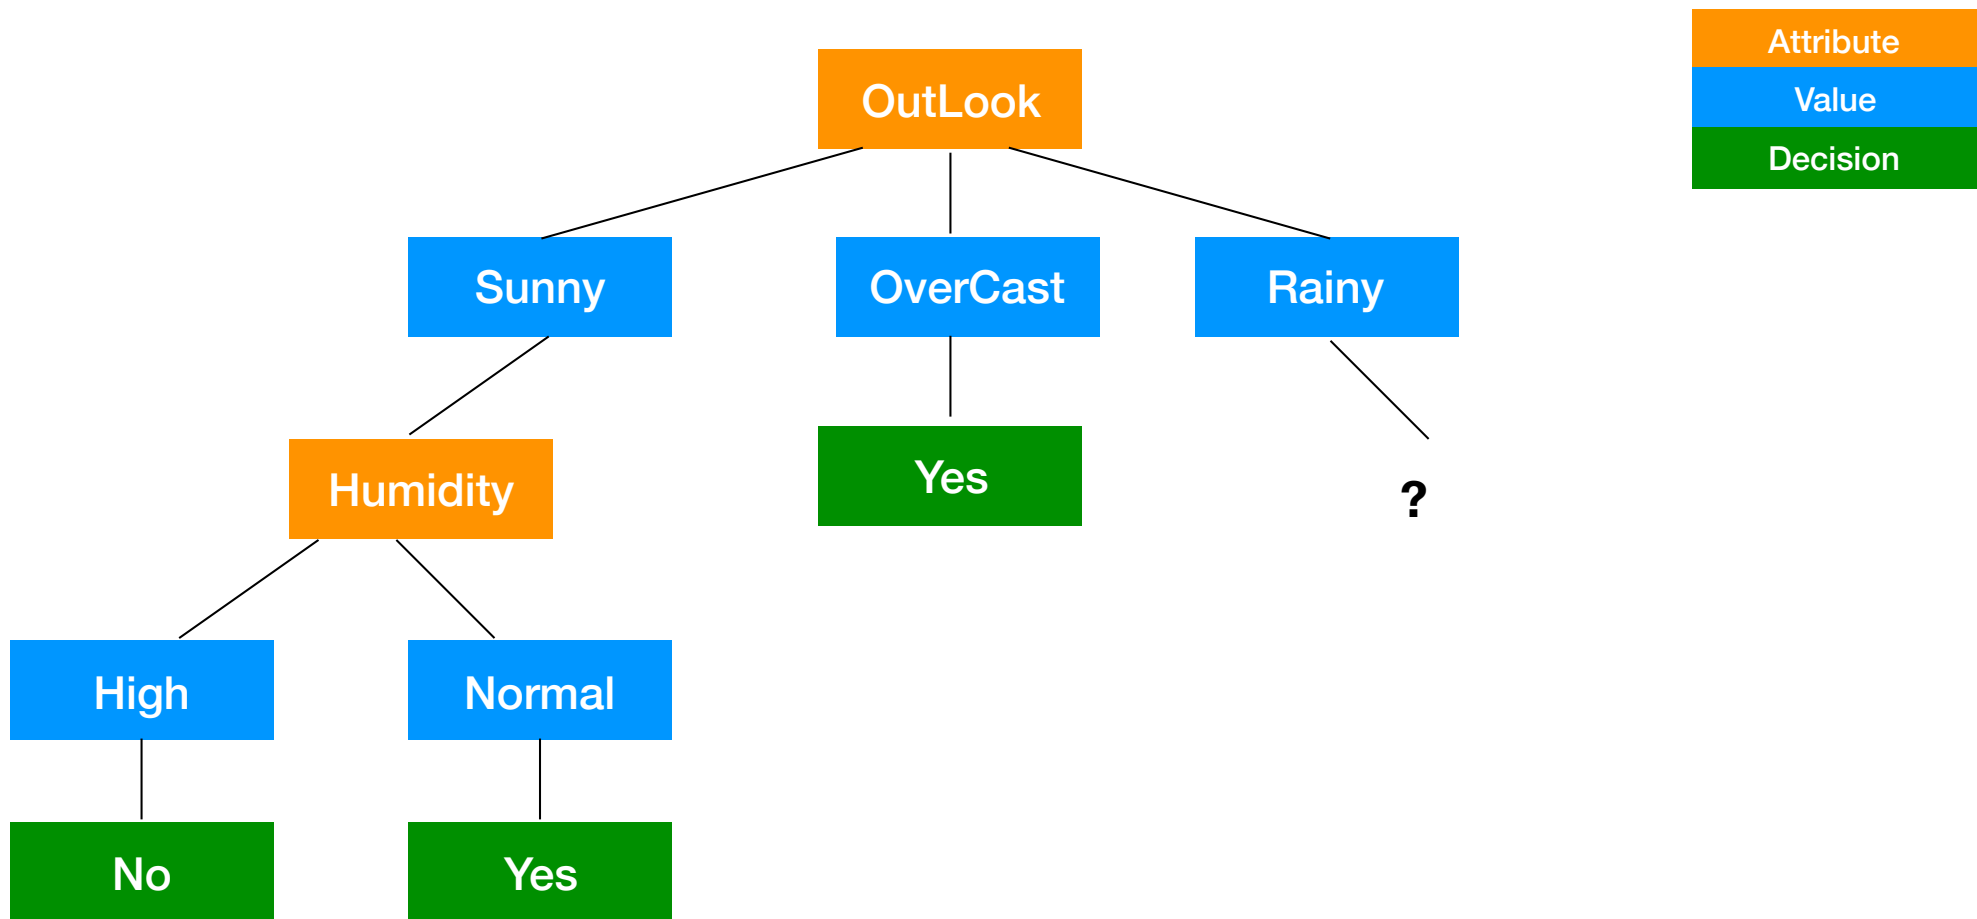 Attribute
Value
Decision
OutLook
Sunny
OverCast
Rainy
Humidity
Yes
?
High
Normal
No
Yes